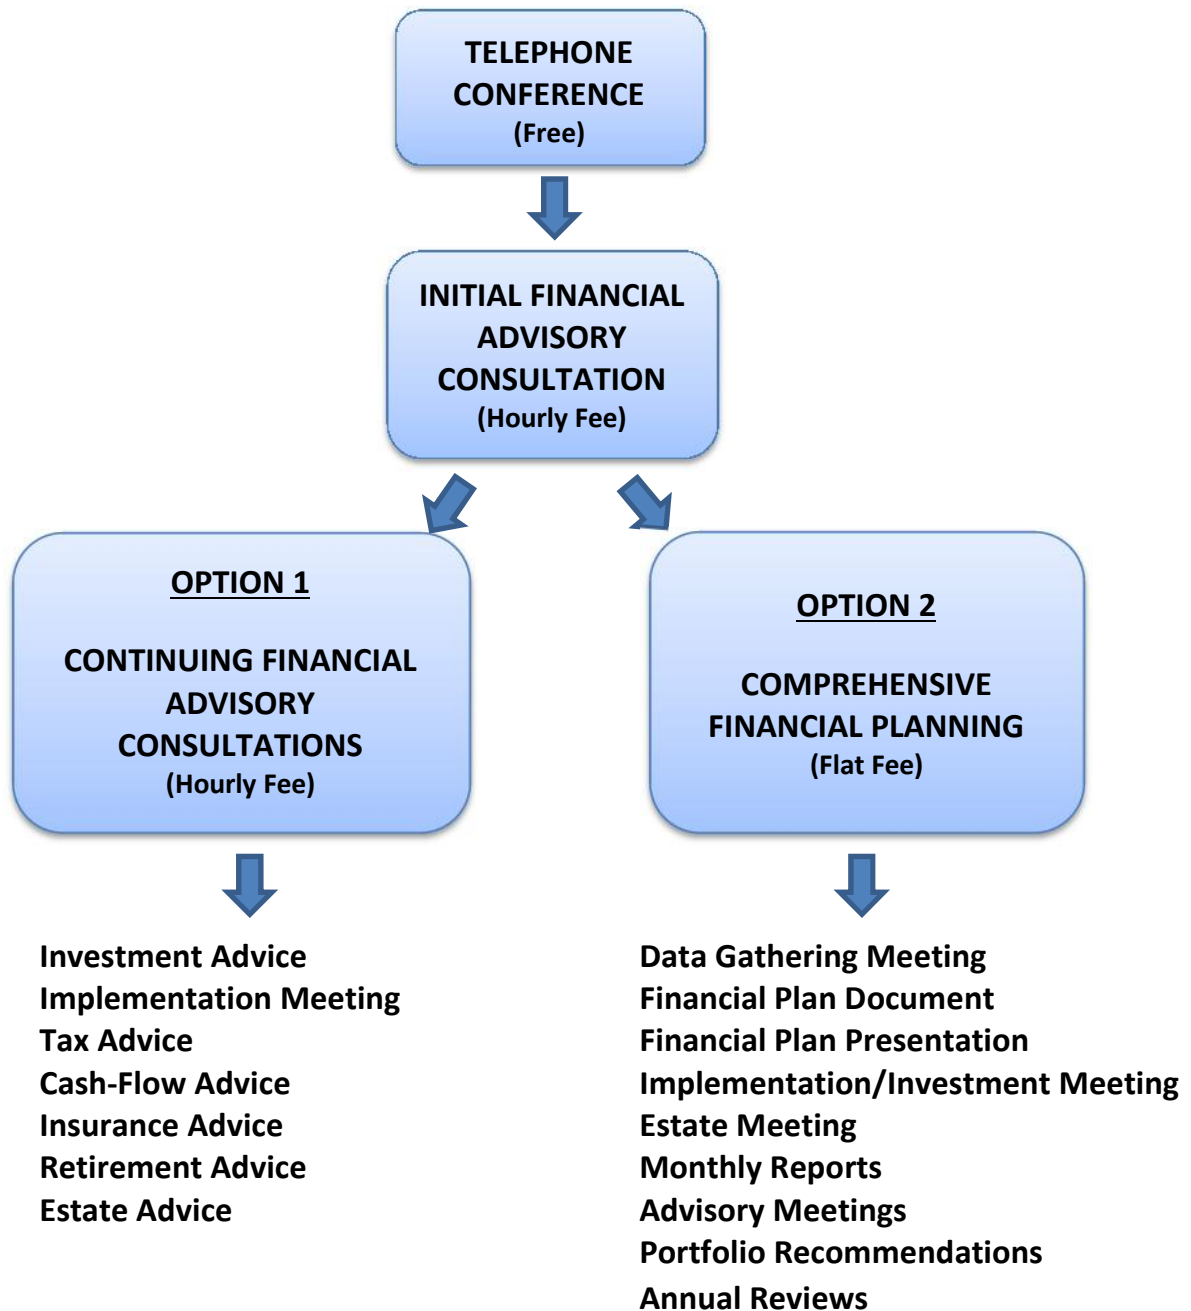 TELEPHONE
CONFERENCE
(Free)
INITIAL FINANCIAL
ADVISORY
CONSULTATION
(Hourly Fee)
OPTION 1
CONTINUING FINANCIAL
ADVISORY
CONSULTATIONS
(Hourly Fee)
OPTION 2
COMPREHENSIVE
FINANCIAL PLANNING
(Flat Fee)
Investment Advice
Implementation Meeting
Tax Advice
Cash-Flow Advice
Insurance Advice
Retirement Advice
Estate Advice
Data Gathering Meeting
Financial Plan Document
Financial Plan Presentation
Implementation/Investment Meeting
Estate Meeting
Monthly Reports
Advisory Meetings
Portfolio Recommendations
Annual Reviews